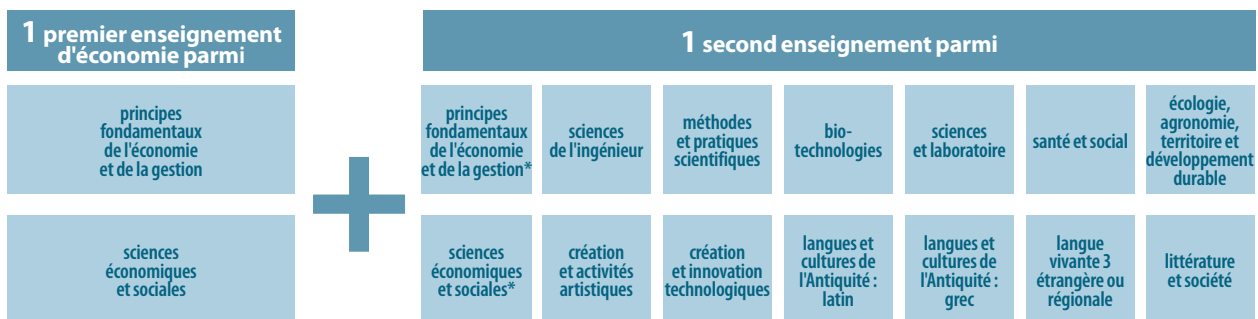 1 premier enseignement
d'économie parmi
1 second enseignement parmi
principes
fondamentaux
de l'économie
et de la gestion
principes
fondamentaux
de l'économie
et de la gestion*
sciences
de l'ingénieur
méthodes
et pratiques
scientifiques
bio-
technologies
sciences
et laboratoire
santé et social
écologie,
agronomie,
territoire et
développement
durable
sciences
économiques
et sociales
sciences
économiques
et sociales*
création
et activités
artistiques
création
et innovation
technologiques
langues et
cultures de
l'Antiquité :
latin
langues et
cultures de
l'Antiquité :
grec
langue
vivante 3
étrangère ou
régionale
littérature
et société